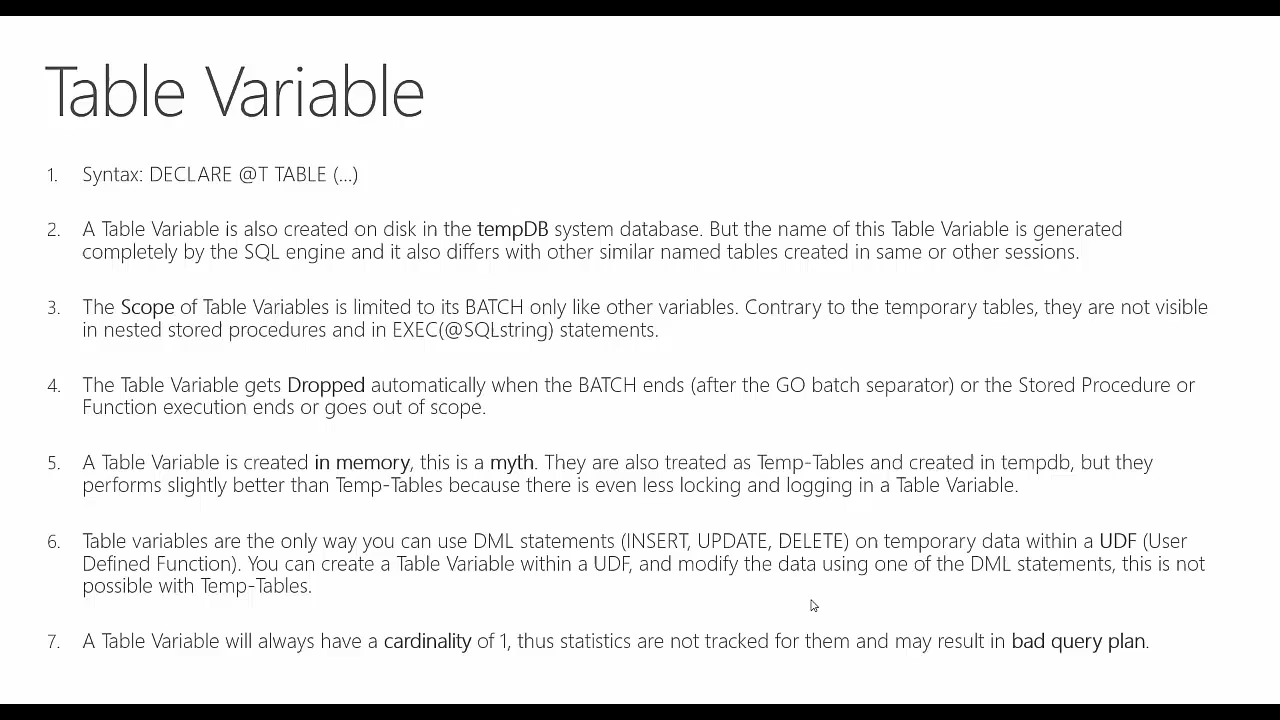 Table Variable
1. Syntax: DECLARE @T TABLE (...)
2. A Table Variable is also created on disk in the tempDB system database. But the name of this Table Variable is generated
completely by the SQL engine and it also differs with other similar named tables created in same or other sessions.
3. The Scope of Table Variables is limited to its BATCH only like other variables. Contrary to the temporary tables, they are not visible
in nested stored procedures and in EXEC(@SQLstring) statements.
4. The Table Variable gets Dropped automatically when the BATCH ends (after the GO batch separator) or the Stored Procedure or
Function execution ends or goes out of scope.
5. A Table Variable is created in memory, this is a myth. They are also treated as Temp-Tables and created in tempdb, but they
performs slightly better than Temp-Tables because there is even less locking and logging in a Table Variable.
6. Table variables are the only way you can use DML statements (INSERT, UPDATE, DELETE) on temporary data within a UDF (User
Defined Function). You can create a Table Variable within a UDF, and modify the data using one of the DML statements, this is not
possible with Temp-Tables.
7. A Table Variable will always have a cardinality of 1, thus statistics are not tracked for them and may result in bad query plan.